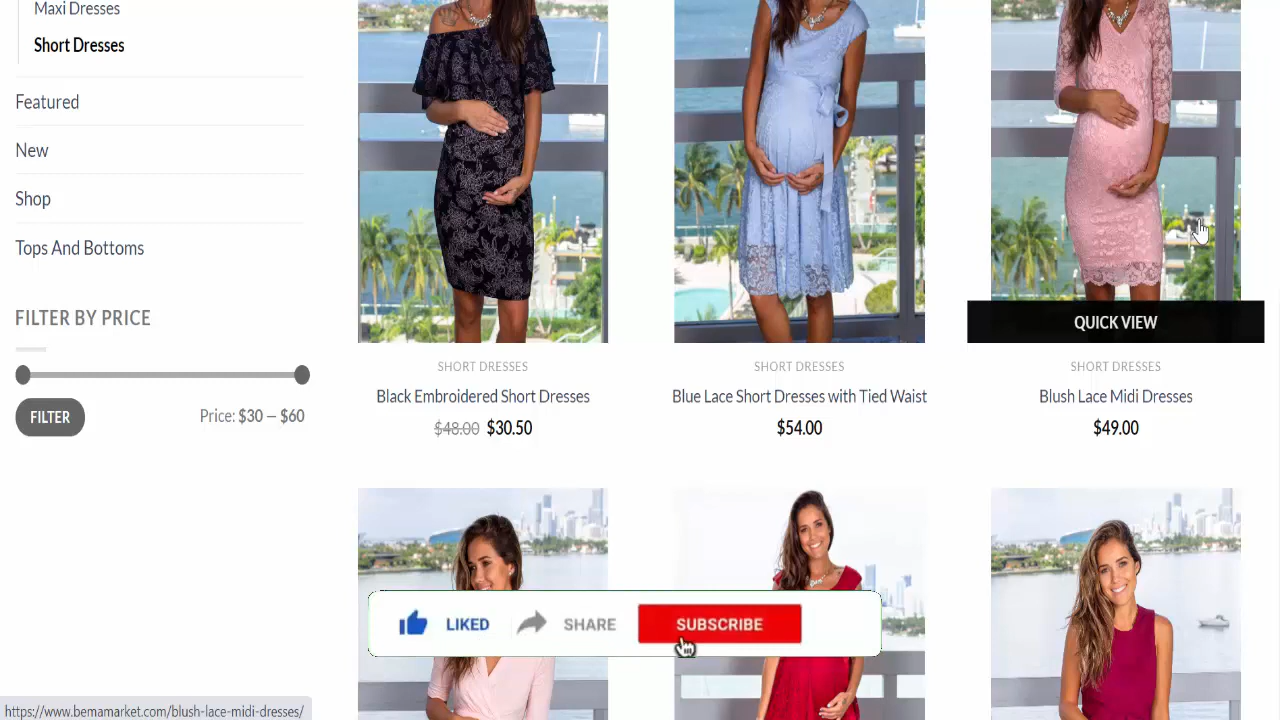 Maxi Dresses
Short Dresses
Featured
New
Shop
Tops And Bottoms
FILTER BY PRICE
FILTER
Price: $30 — $60
QUICK VIEW
SHORT DRESSES
Black Embroidered Short Dresses
$48.00 $30.50
SHORT DRESSES
Blue Lace Short Dresses with Tied Waist
$54.00
SHORT DRESSES
Blush Lace Midi Dresses
$49.00
LIKED
SHARE
SUBSCRIBE
https://www.bemamarket.com/blush-lace-midi-dresses/